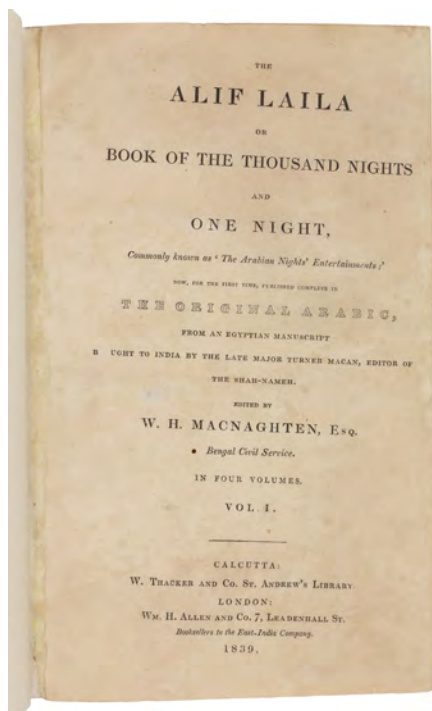 THE
ALIF LAILA
OR
BOOK OF THE THOUSAND NIGHTS
AND
ONE NIGHT,
Commonly known as ‘The Arabian Nights’ Entertainments;’
NOW, FOR THE FIRST TIME, PUBLISHED COMPLETE IN
THE ORIGINAL ARABIC,
FROM AN EGYPTIAN MANUSCRIPT
B UGHT TO INDIA BY THE LATE MAJOR TURNER MACAN, EDITOR OF
THE SHAH-NAMEH.
EDITED BY
W. H. MACNAGHTEN, ESQ.
Bengal Civil Service.
IN FOUR VOLUMES.
VOL. I.
CALCUTTA:
W. THACKER AND CO. ST. ANDREW'S LIBRARY
LONDON:
WM. H. ALLEN AND CO. 7, LEADENHALL ST.
Booksellers to the East-India Company.
1839.